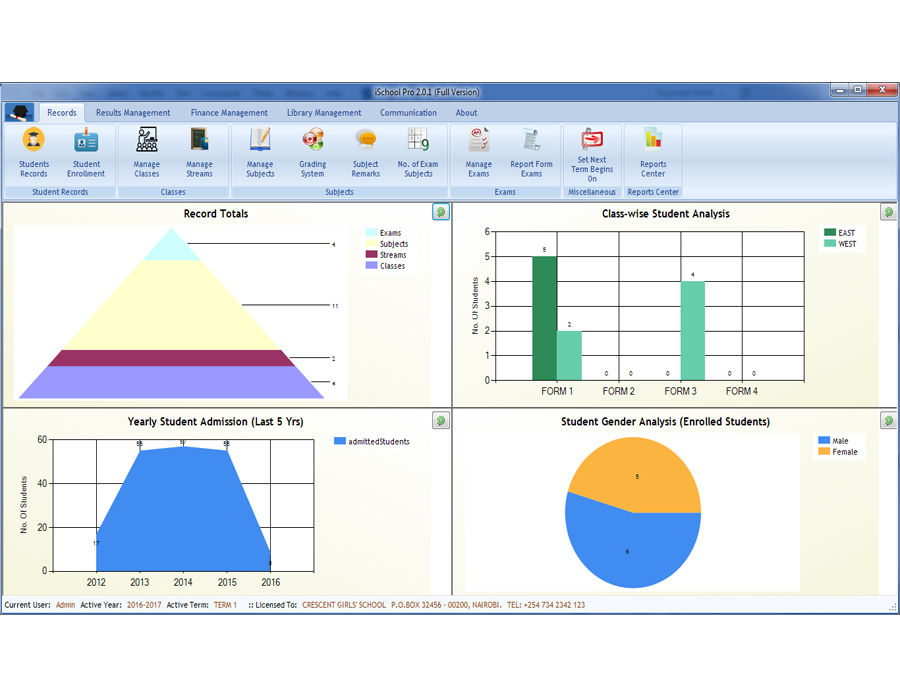 iSchool Pro 2.0.1 (Full Version)
Records Results Management Finance Management Library Management Communication About
Students Records
Student Enrollment
Manage Classes
Manage Streams
Manage Subjects
Grading System
Subject Remarks
No. of Exam Subjects
Manage Exams
Report Form Exams
Set Next Term Begins On
Reports Center
Student Records Classes Subjects Exams Miscellaneous Reports Center
Record Totals
Exams
Subjects
Streams
Classes
4
11
2
4
Class-wise Student Analysis
EAST
WEST
No. Of Students
6
5
4
3
2
1
0
5
2
0 0 0
4
0 0
FORM 1 FORM 2 FORM 3 FORM 4
Yearly Student Admission (Last 5 Yrs)
admittedStudents
No. Of Students
60
40
20
0
17
55
57
55
2012 2013 2014 2015 2016
Student Gender Analysis (Enrolled Students)
Male
Female
5
6
Current User: Admin Active Year: 2016-2017 Active Term: TERM 1 :: Licensed To: CRESCENT GIRLS' SCHOOL P.O.BOX 32456 - 00200, NAIROBI. TEL: +254 734 2342 123